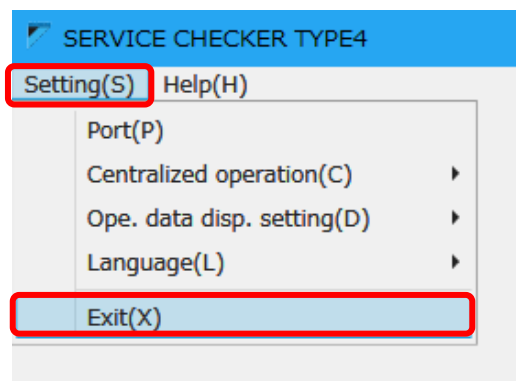 SERVICE CHECKER TYPE4
Setting(S) Help(H)
Port(P)
Centralized operation(C)
Ope. data disp. setting(D)
Language(L)
Exit(X)